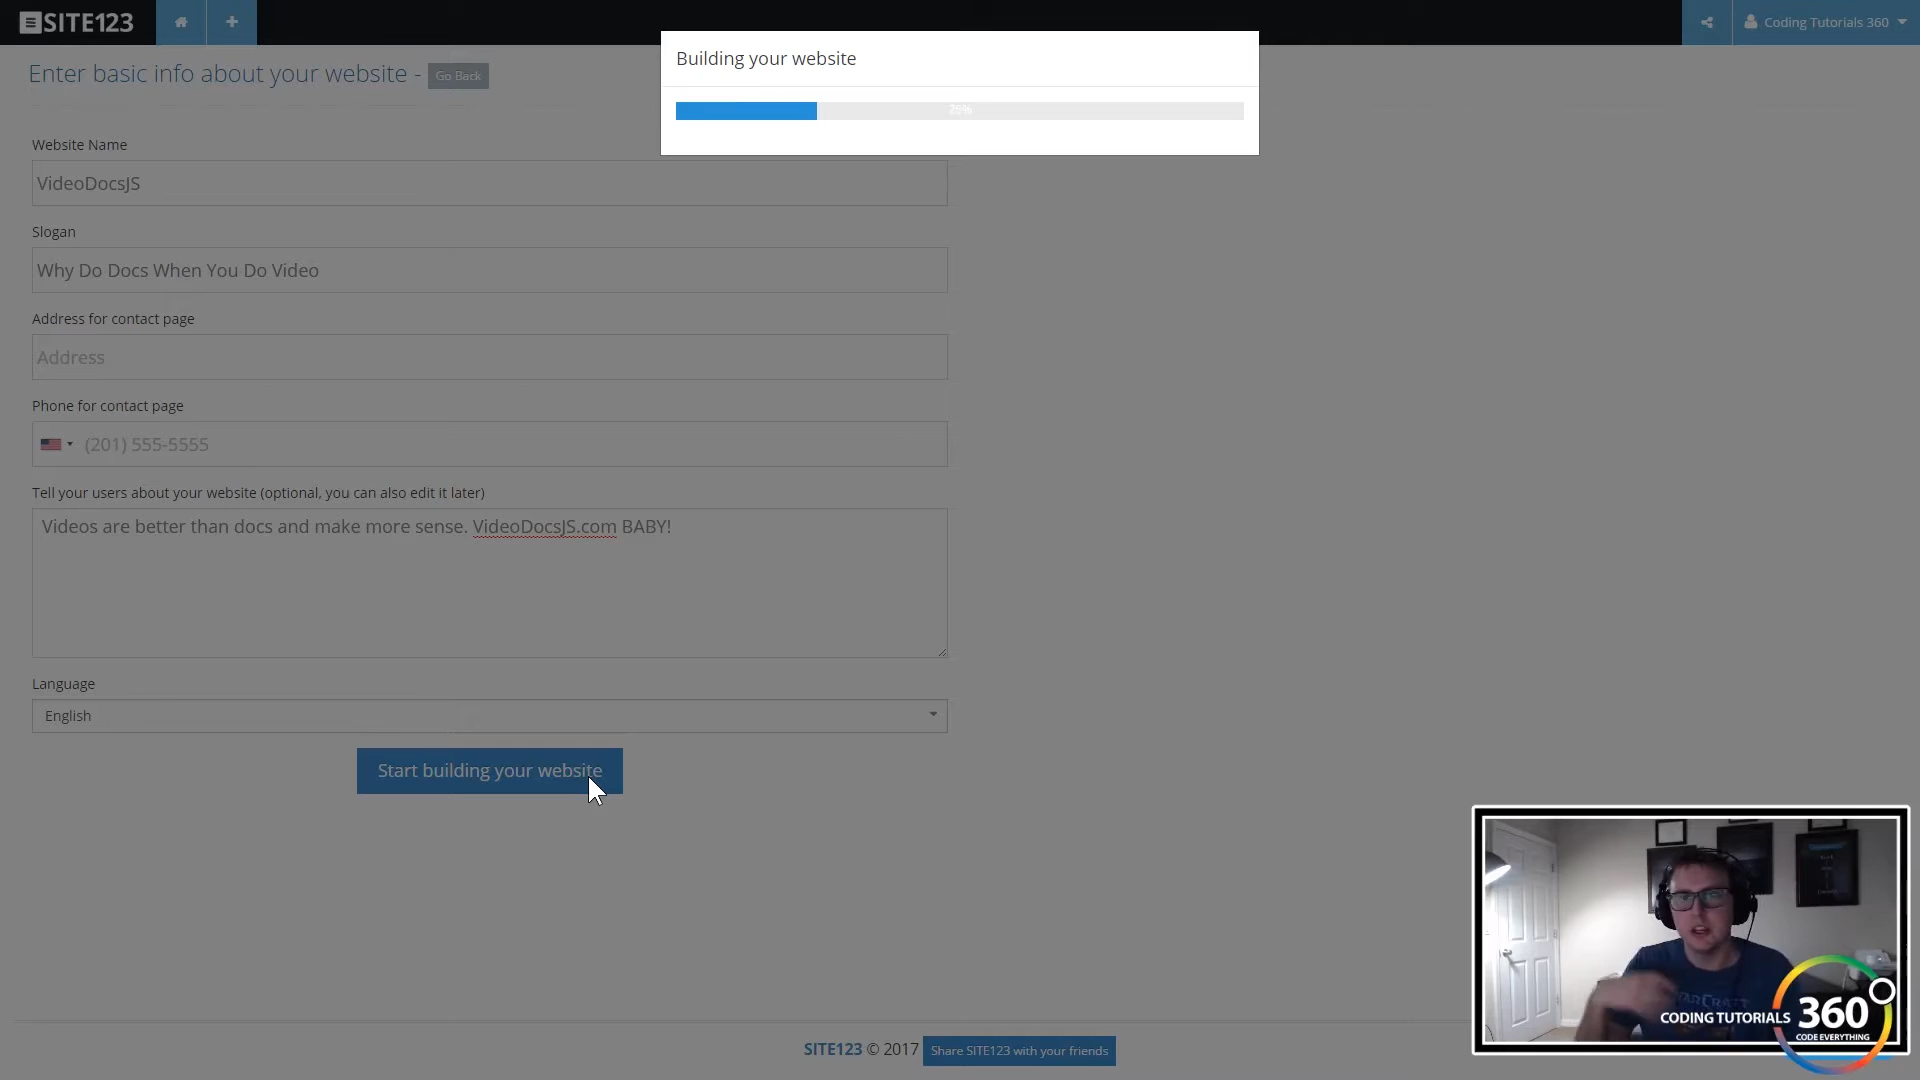 SITE123
Coding Tutorials 360
Building your website
Enter basic info about your website -
Go Back
Website Name
VideoDocsJS
Slogan
Why Do Docs When You Do Video
Address for contact page
Address
Phone for contact page
(201) 555-5555
Tell your users about your website (optional, you can also edit it later)
Videos are better than docs and make more sense. VideoDocsJS.com BABY!
Language
English
Start building your website
CODING TUTORIALS 360
CODE EVERYTHING
SITE123 © 2017 Share SITE123 with your friends